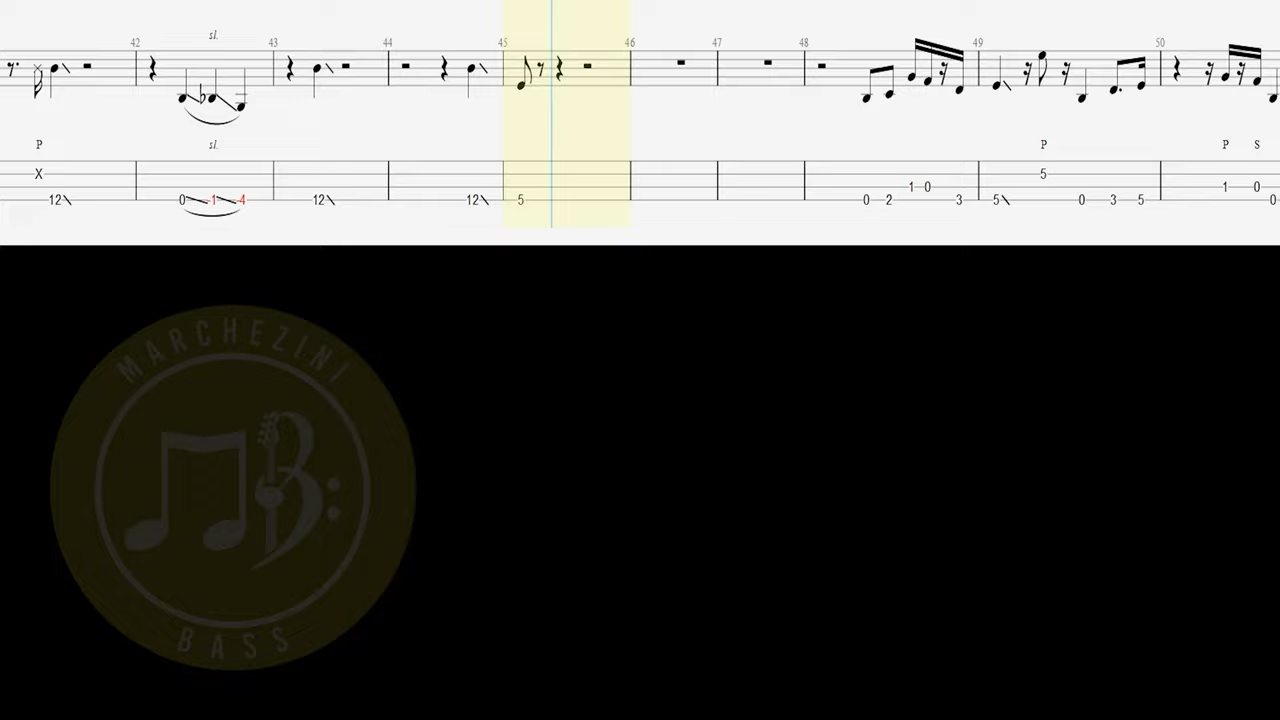 sl.
42 43 44 45 46 47 48 49 50
P sl. P P S
X 5
1 0 1 0
12 0 -1 -4 12 12 5 0 2 3 5 0 3 5 0
MARCHEZINI
BASS